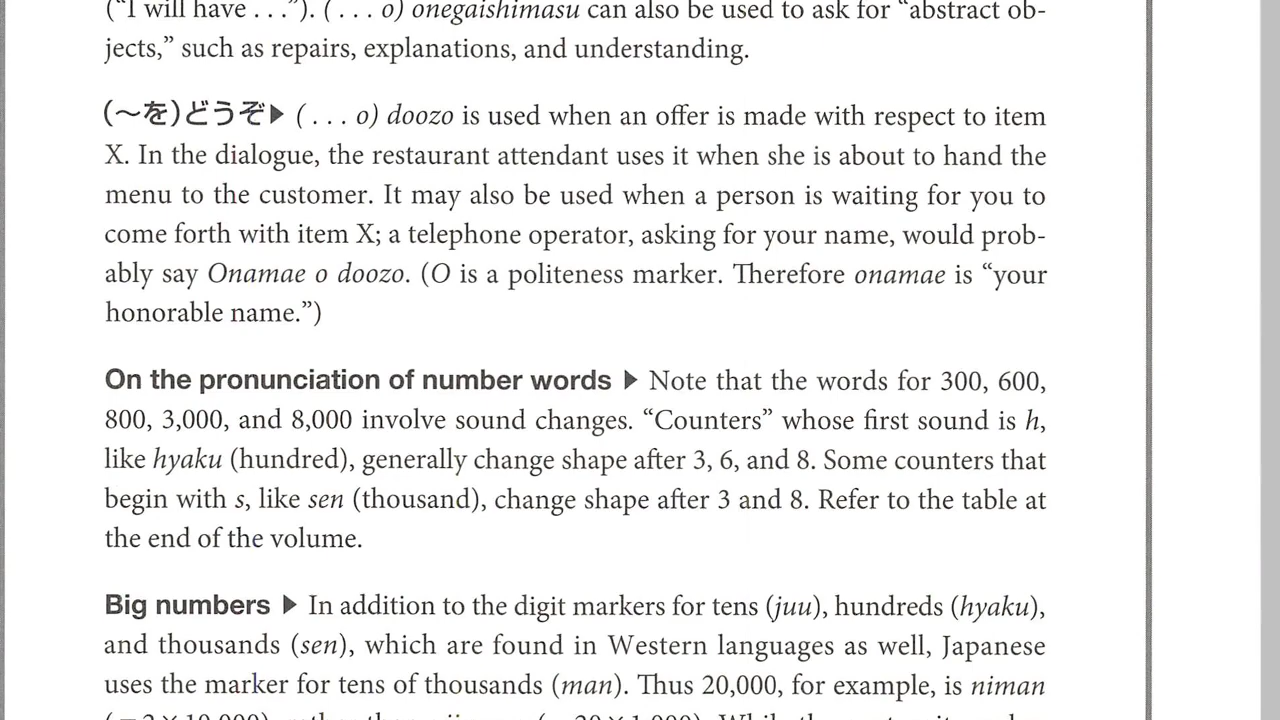 (“I will have . . .”). ( . . . o) onegaishimasu can also be used to ask for “abstract ob-
jects,” such as repairs, explanations, and understanding.
(～を)どうぞ▶ ( . . . o) doozo is used when an offer is made with respect to item
X. In the dialogue, the restaurant attendant uses it when she is about to hand the
menu to the customer. It may also be used when a person is waiting for you to
come forth with item X; a telephone operator, asking for your name, would prob-
ably say Onamae o doozo. (O is a politeness marker. Therefore onamae is “your
honorable name.”)
On the pronunciation of number words ▶ Note that the words for 300, 600,
800, 3,000, and 8,000 involve sound changes. “Counters” whose first sound is h,
like hyaku (hundred), generally change shape after 3, 6, and 8. Some counters that
begin with s, like sen (thousand), change shape after 3 and 8. Refer to the table at
the end of the volume.
Big numbers ▶ In addition to the digit markers for tens (juu), hundreds (hyaku),
and thousands (sen), which are found in Western languages as well, Japanese
uses the marker for tens of thousands (man). Thus 20,000, for example, is niman